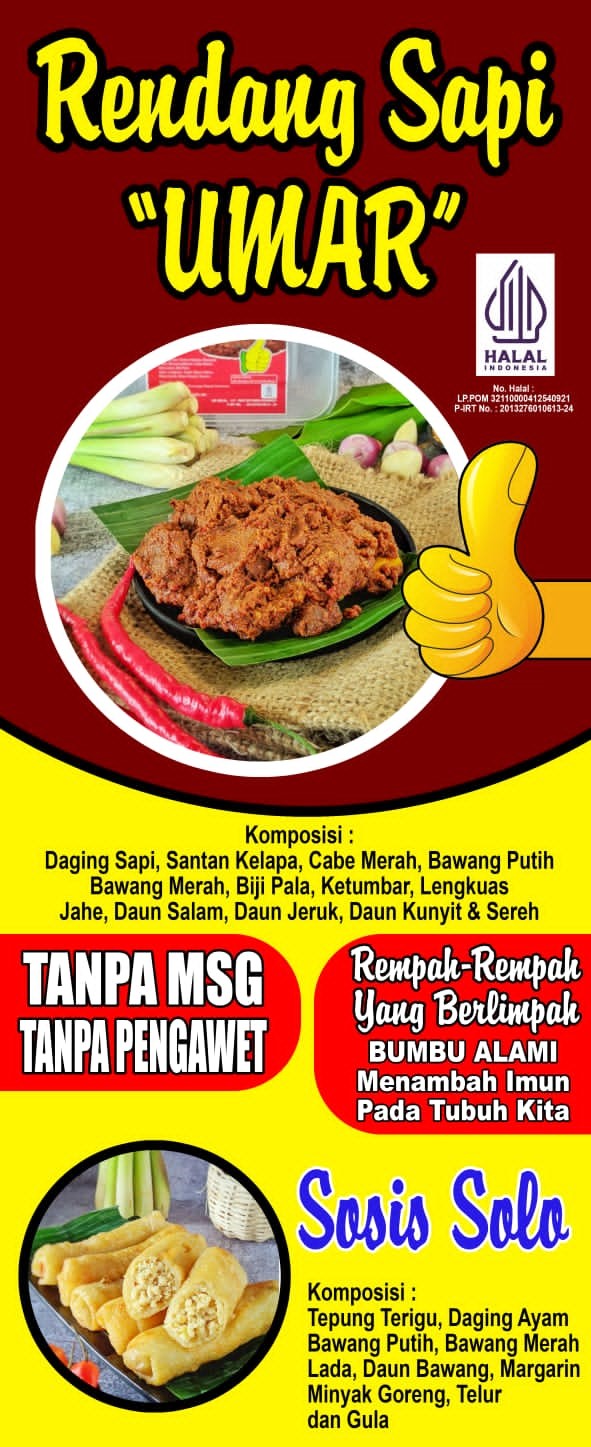 Rendang Sapi
"UMAR"
HALAL
INDONESIA
No. Halal :
LP.POM 32110000412540921
P-IRT No. : 2013276010613-24
Komposisi :
Daging Sapi, Santan Kelapa, Cabe Merah, Bawang Putih
Bawang Merah, Biji Pala, Ketumbar, Lengkuas
Jahe, Daun Salam, Daun Jeruk, Daun Kunyit & Sereh
TANPA MSG
TANPA PENGAWET
Rempah-Rempah
Yang Berlimpah
BUMBU ALAMI
Menambah Imun
Pada Tubuh Kita
Sosis Solo
Komposisi :
Tepung Terigu, Daging Ayam
Bawang Putih, Bawang Merah
Lada, Daun Bawang, Margarin
Minyak Goreng, Telur
dan Gula